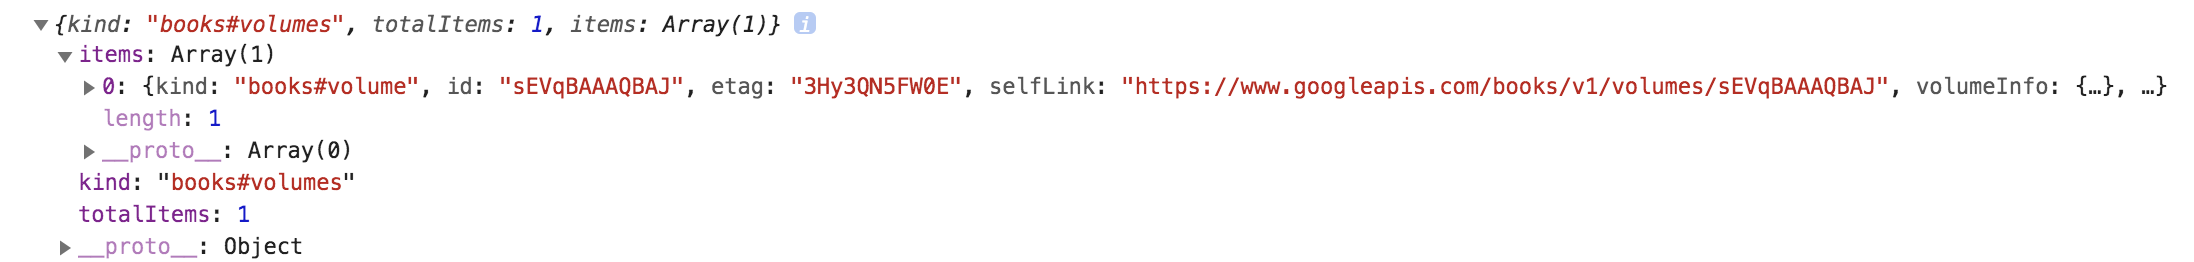 {kind: "books#volumes", totalItems: 1, items: Array(1)} i
items: Array(1)
0: {kind: "books#volume", id: "sEVqBAAAQBAJ", etag: "3Hy3QN5FW0E", selfLink: "https://www.googleapis.com/books/v1/volumes/sEVqBAAAQBAJ", volumeInfo: {…}, …}
length: 1
__proto__: Array(0)
kind: "books#volumes"
totalItems: 1
__proto__: Object